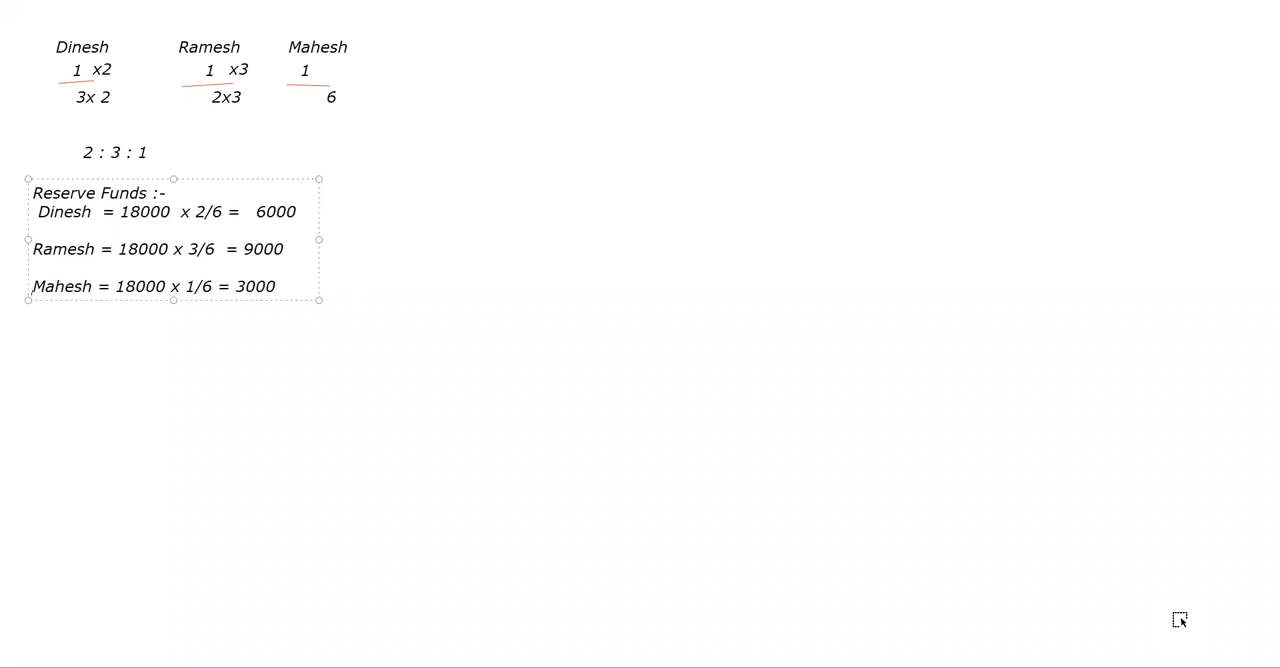 Dinesh Ramesh Mahesh
1 x2 1 x3 1
3x 2 2x3 6
2 : 3 : 1
Reserve Funds :-
Dinesh = 18000 x 2/6 = 6000
Ramesh = 18000 x 3/6 = 9000
Mahesh = 18000 x 1/6 = 3000